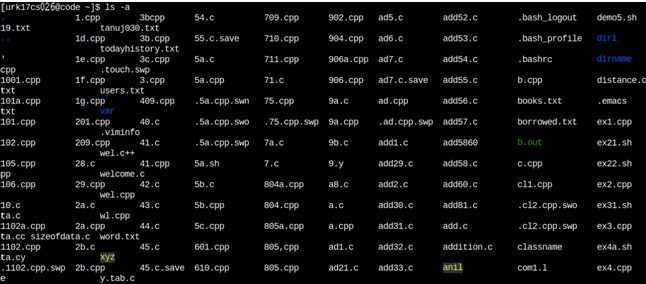 [urk17cs026@code ~]$ ls -a
. 1.cpp 3bcpp 54.c 709.cpp 902.cpp ad5.c add52.c .bash_logout demo5.sh
19.txt tanuj030.txt
.. 1d.cpp 3b.cpp 55.c.save 710.cpp 904.cpp ad6.c add53.c .bash_profile dir1
todayhistory.txt
' 1e.cpp 3c.cpp 5a.c 711.cpp 906a.cpp ad7.c add54.c .bashrc dirname
cpp .touch.swp
1001.cpp 1f.cpp 3.cpp 5a.cpp 71.c 906.cpp ad7.c.save add55.c b.cpp distance.c
txt users.txt
101a.cpp 1g.cpp 409.cpp .5a.cpp.swn 75.cpp 9a.c ad.cpp add56.c books.txt .emacs
txt var
101.cpp 201.cpp 40.c .5a.cpp.swo .75.cpp.swp 9a.cpp .ad.cpp.swp add57.c borrowed.txt ex1.cpp
.viminfo
102.cpp 209.cpp 41.c .5a.cpp.swp 7a.c 9b.c add1.c add5860 b.out ex21.sh
wel.c++
105.cpp 28.c 41.cpp 5a.sh 7.c 9.y add29.c add58.c c.cpp ex22.sh
pp welcome.c
106.cpp 29.cpp 42.c 5b.c 804a.cpp a8.c add2.c add60.c cl1.cpp ex2.cpp
wel.cpp
10.c 2a.c 43.c 5b.cpp 804.cpp a.c add30.c add81.c .cl2.cpp.swo ex31.sh
ta.c wl.cpp
1102a.cpp 2a.cpp 44.c 5c.cpp 805a.cpp a.cpp add31.c add.c .cl2.cpp.swp ex3.cpp
ta.cc sizeofdata.c word.txt
1102.cpp 2b.c 45.c 601.cpp 805.cpp ad1.c add32.c addition.c classname ex4a.sh
ta.cy xyz
.1102.cpp.swp 2b.cpp 45.c.save 610.cpp 805.cpp ad21.c add33.c anil com1.l ex4.cpp
e y.tab.c